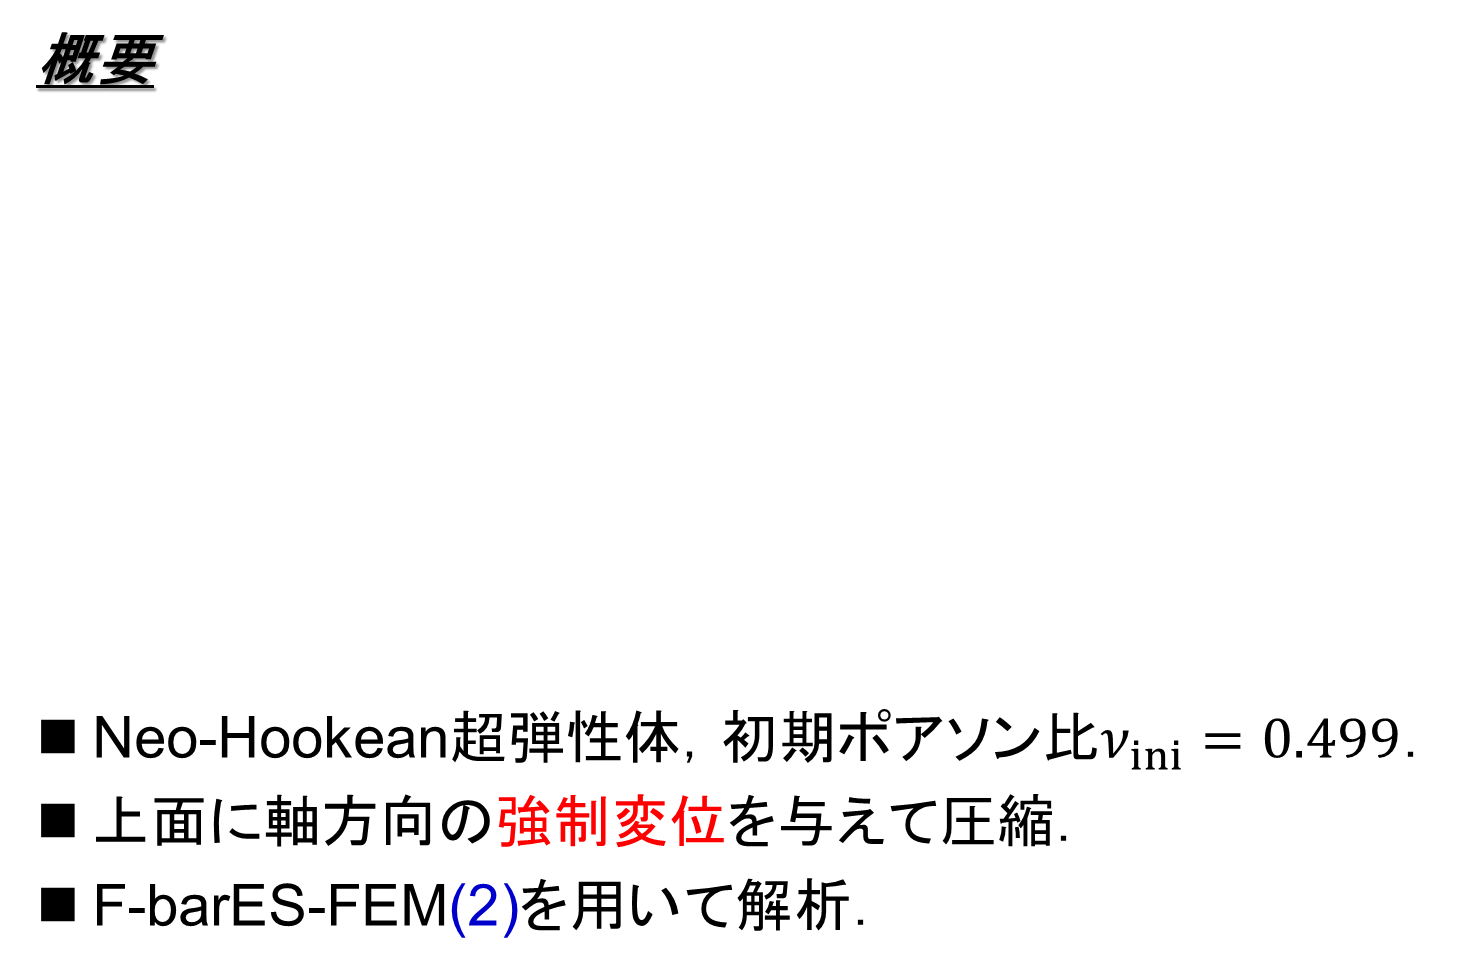 概要
■ Neo-Hookean超弾性体，初期ポアソン比ν_ini = 0.499．
■ 上面に軸方向の強制変位を与えて圧縮．
■ F-barES-FEM(2)を用いて解析．